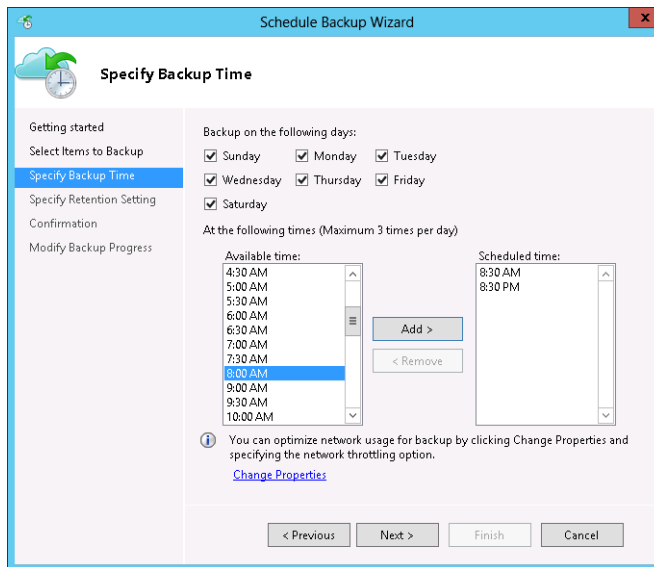 Schedule Backup Wizard
x
Specify Backup Time
Getting started
Select Items to Backup
Specify Backup Time
Specify Retention Setting
Confirmation
Modify Backup Progress
Backup on the following days:
Sunday Monday Tuesday
Wednesday Thursday Friday
Saturday
At the following times (Maximum 3 times per day)
Available time:
4:30 AM
5:00 AM
5:30 AM
6:00 AM
6:30 AM
7:00 AM
7:30 AM
8:00 AM
9:00 AM
9:30 AM
10:00 AM
Add >
< Remove
Scheduled time:
8:30 AM
8:30 PM
You can optimize network usage for backup by clicking Change Properties and
specifying the network throttling option.
Change Properties
< Previous Next > Finish Cancel